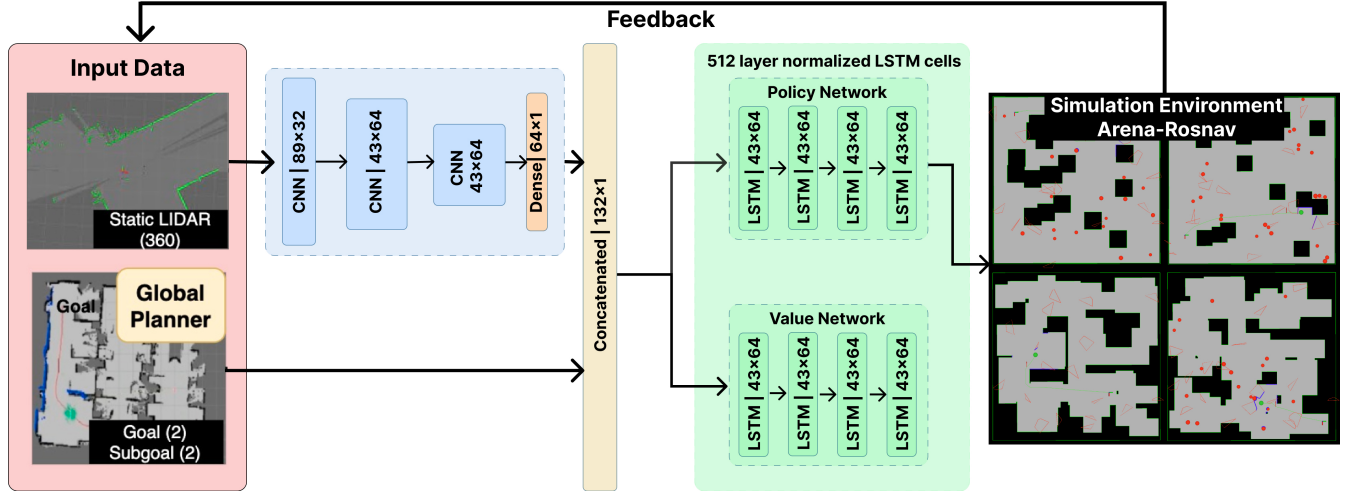 Feedback
Input Data
Static LIDAR
(360)
Goal
Global
Planner
Goal (2)
Subgoal (2)
CNN | 89×32
CNN | 43×64
CNN
43×64
Dense| 64×1
Concatenated | 132×1
512 layer normalized LSTM cells
Policy Network
LSTM | 43×64
LSTM | 43×64
LSTM | 43×64
LSTM | 43×64
Value Network
LSTM | 43×64
LSTM | 43×64
LSTM | 43×64
LSTM | 43×64
Simulation Environment
Arena-Rosnav